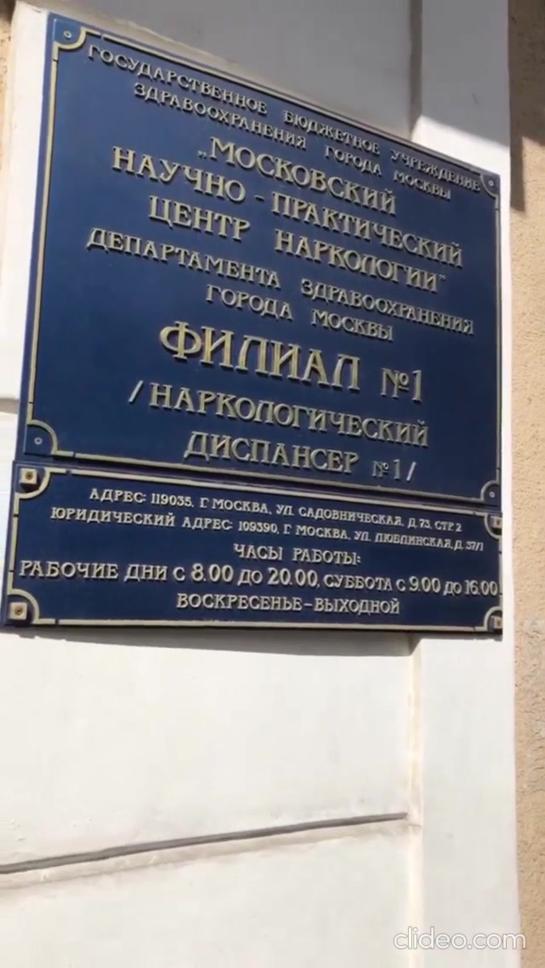 ГОСУДАРСТВЕННОЕ БЮДЖЕТНОЕ УЧРЕЖДЕНИЕ
ЗДРАВООХРАНЕНИЯ ГОРОДА МОСКВЫ
„МОСКОВСКИЙ
НАУЧНО - ПРАКТИЧЕСКИЙ
ЦЕНТР НАРКОЛОГИИ“
ДЕПАРТАМЕНТА ЗДРАВООХРАНЕНИЯ
ГОРОДА МОСКВЫ
ФИЛИАЛ №1
/НАРКОЛОГИЧЕСКИЙ
ДИСПАНСЕР №1/
АДРЕС: 119035, Г. МОСКВА, УЛ. САДОВНИЧЕСКАЯ, Д. 73, СТР 2
ЮРИДИЧЕСКИЙ АДРЕС: 109390, Г. МОСКВА, УЛ. ЛЮБЛИНСКАЯ, Д. 37/1
ЧАСЫ РАБОТЫ:
РАБОЧИЕ ДНИ С 8.00 ДО 20.00, СУББОТА С 9.00 ДО 16.00
ВОСКРЕСЕНЬЕ - ВЫХОДНОЙ
clideo.com